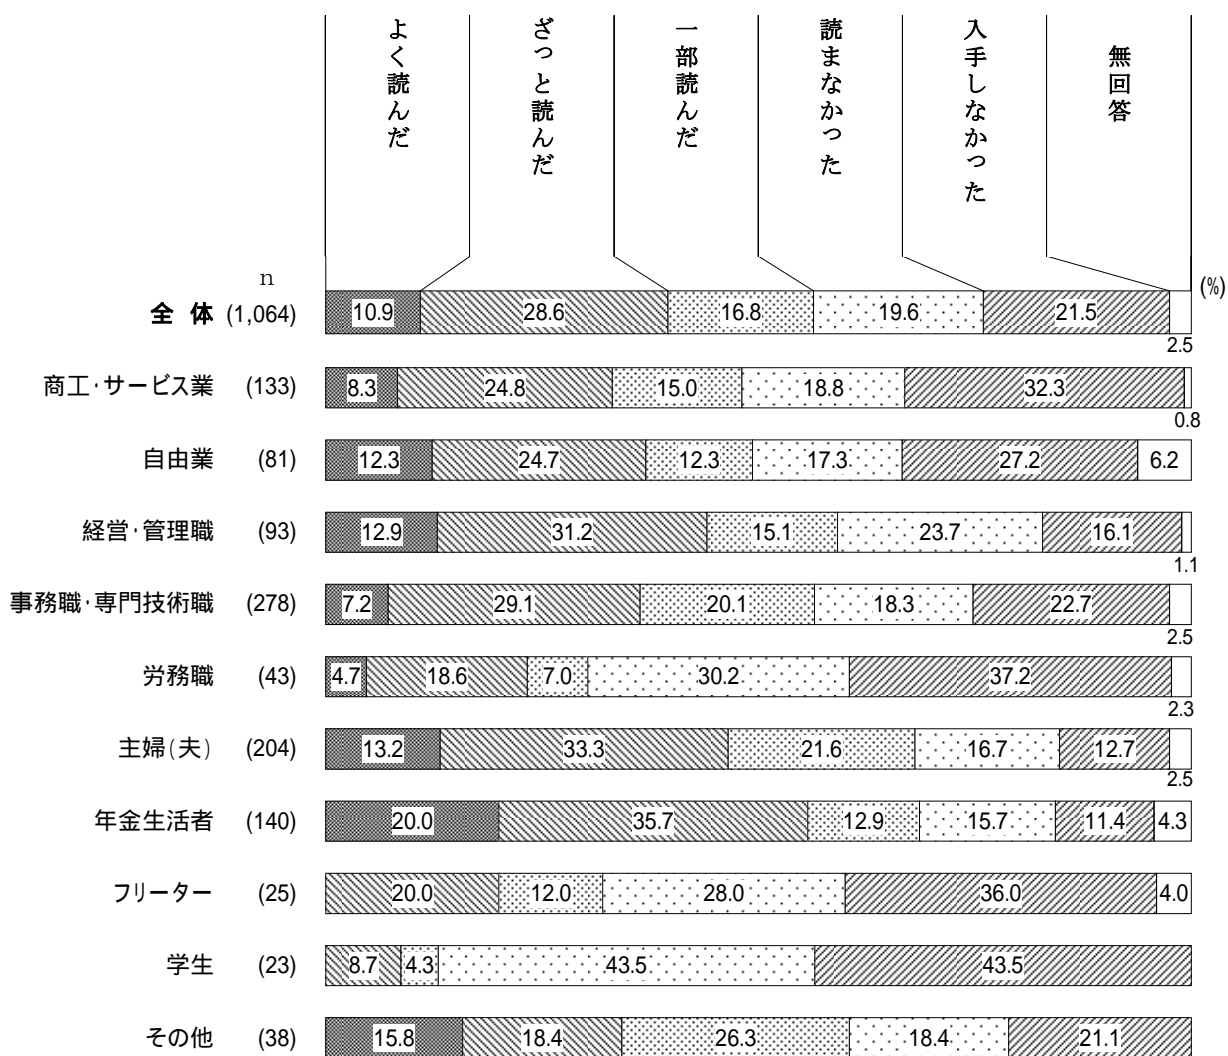 よく読んだ
ざっと読んだ
一部読んだ
読まなかった
入手しなかった
無回答
n
(%)
全 体 (1,064) 10.9 28.6 16.8 19.6 21.5 2.5
商工・サービス業 (133) 8.3 24.8 15.0 18.8 32.3 0.8
自由業 (81) 12.3 24.7 12.3 17.3 27.2 6.2
経営・管理職 (93) 12.9 31.2 15.1 23.7 16.1 1.1
事務職・専門技術職 (278) 7.2 29.1 20.1 18.3 22.7 2.5
労務職 (43) 4.7 18.6 7.0 30.2 37.2 2.3
主婦(夫) (204) 13.2 33.3 21.6 16.7 12.7 2.5
年金生活者 (140) 20.0 35.7 12.9 15.7 11.4 4.3
フリーター (25) 20.0 12.0 28.0 36.0 4.0
学生 (23) 8.7 4.3 43.5 43.5
その他 (38) 15.8 18.4 26.3 18.4 21.1